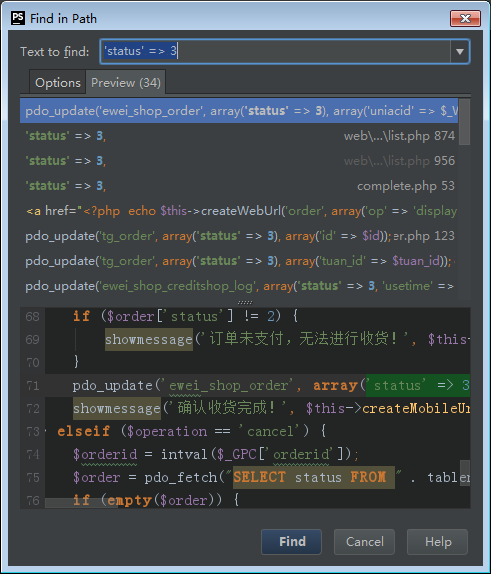 PS Find in Path
Text to find: 'status' => 3
Options Preview (34)
pdo_update('ewei_shop_order', array('status' => 3), array('uniacid' => $_V
'status' => 3, web\...\list.php 874
'status' => 3, web\...\list.php 956
'status' => 3, complete.php 53
<a href="<?php echo $this->createWebUrl('order', array('op' => 'display
pdo_update('tg_order', array('status' => 3), array('id' => $id)); er.php 123
pdo_update('tg_order', array('status' => 3), array('tuan_id' => $tuan_id));
pdo_update('ewei_shop_creditshop_log', array('status' => 3, 'usetime' =>
68 if ($order['status'] != 2) {
69 showmessage('订单未支付，无法进行收货！', $this-
70 }
71 pdo_update('ewei_shop_order', array('status' => 3
72 showmessage('确认收货完成！', $this->createMobileUr
73 elseif ($operation == 'cancel') {
74 $orderid = intval($_GPC['orderid']);
75 $order = pdo_fetch("SELECT status FROM " . tablen
76 if (empty($order)) {
Find Cancel Help